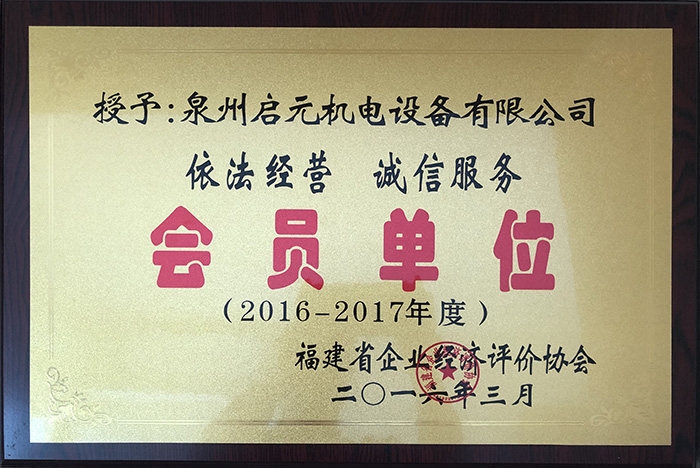 授予:泉州启元机电设备有限公司
依法经营 诚信服务
会员单位
(2016-2017年度)
福建省企业经济评价协会
二〇一六年三月